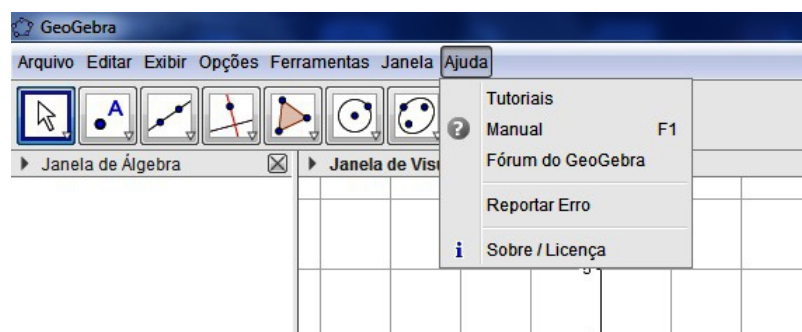 GeoGebra
Arquivo Editar Exibir Opções Ferramentas Janela Ajuda
A
Tutoriais
Manual F1
Fórum do GeoGebra
Reportar Erro
Sobre / Licença
Janela de Álgebra
Janela de Vis
5